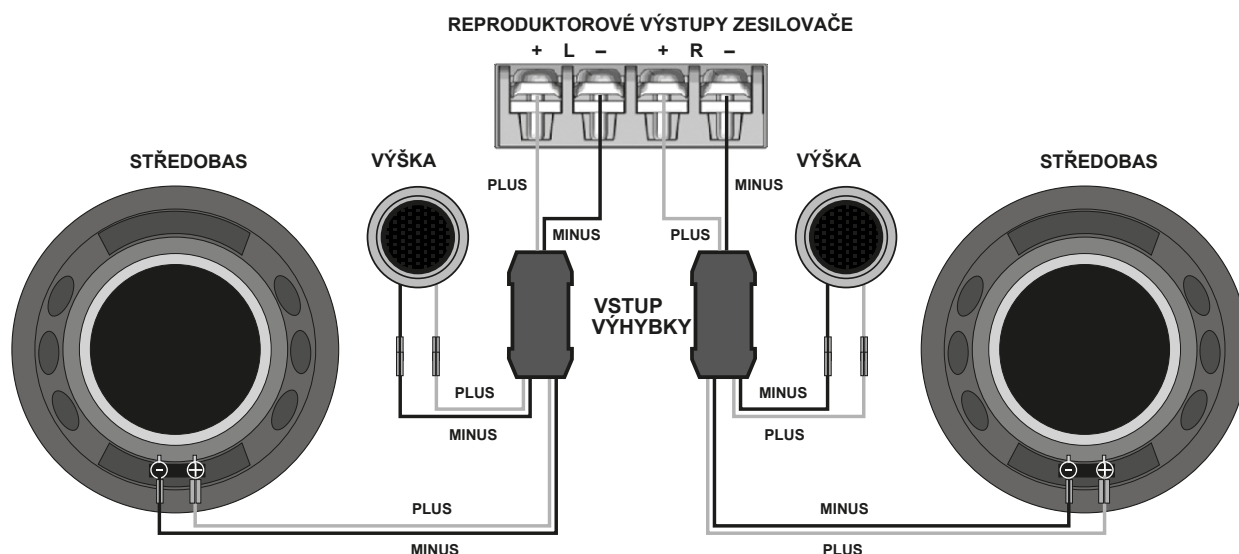 REPRODUKTOROVÉ VÝSTUPY ZESILOVAČE
+ L – + R –
STŘEDOBAS
VÝŠKA
VÝŠKA
STŘEDOBAS
PLUS
MINUS
MINUS
PLUS
VSTUP
VÝHYBKY
PLUS
MINUS
MINUS
PLUS
- +
- +
PLUS
MINUS
MINUS
PLUS